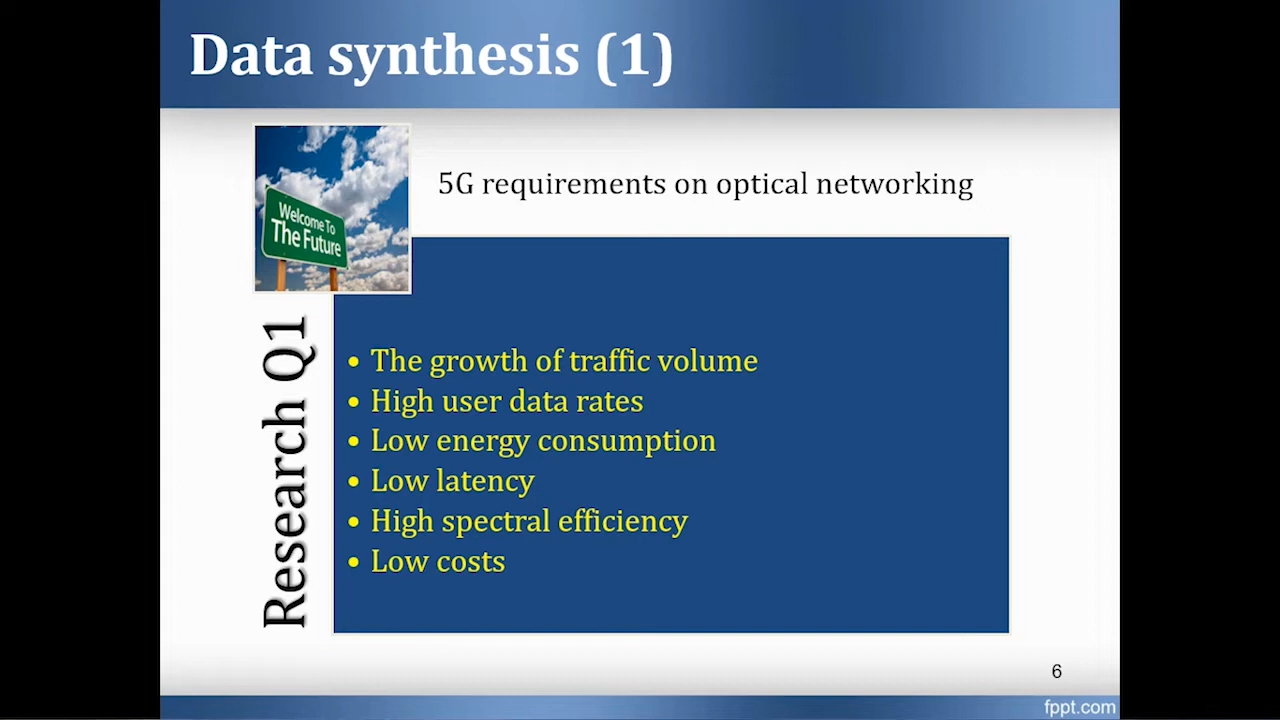 Data synthesis (1)
Welcome To
The Future
5G requirements on optical networking
Research Q1
• The growth of traffic volume
• High user data rates
• Low energy consumption
• Low latency
• High spectral efficiency
• Low costs
6
fppt.com